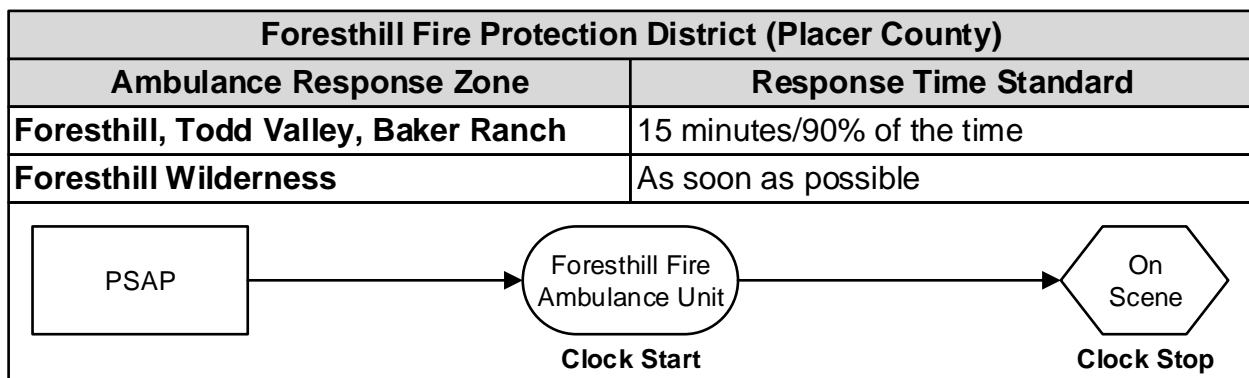 Foresthill Fire Protection District (Placer County)
Ambulance Response Zone
Response Time Standard
Foresthill, Todd Valley, Baker Ranch
15 minutes/90% of the time
Foresthill Wilderness
As soon as possible
PSAP
Foresthill Fire
Ambulance Unit
On
Scene
Clock Start
Clock Stop